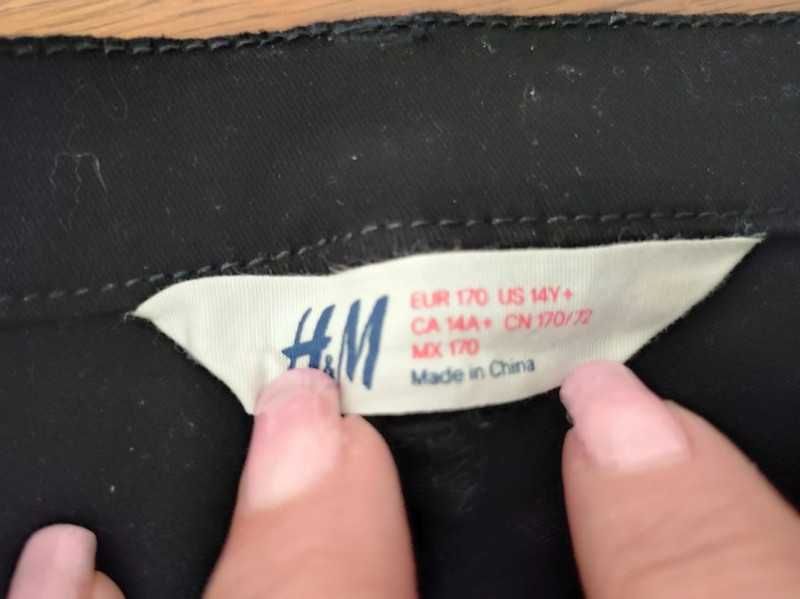 H&M
EUR 170 US 14Y+
CA 14A+ CN 170/72
MX 170
Made in China